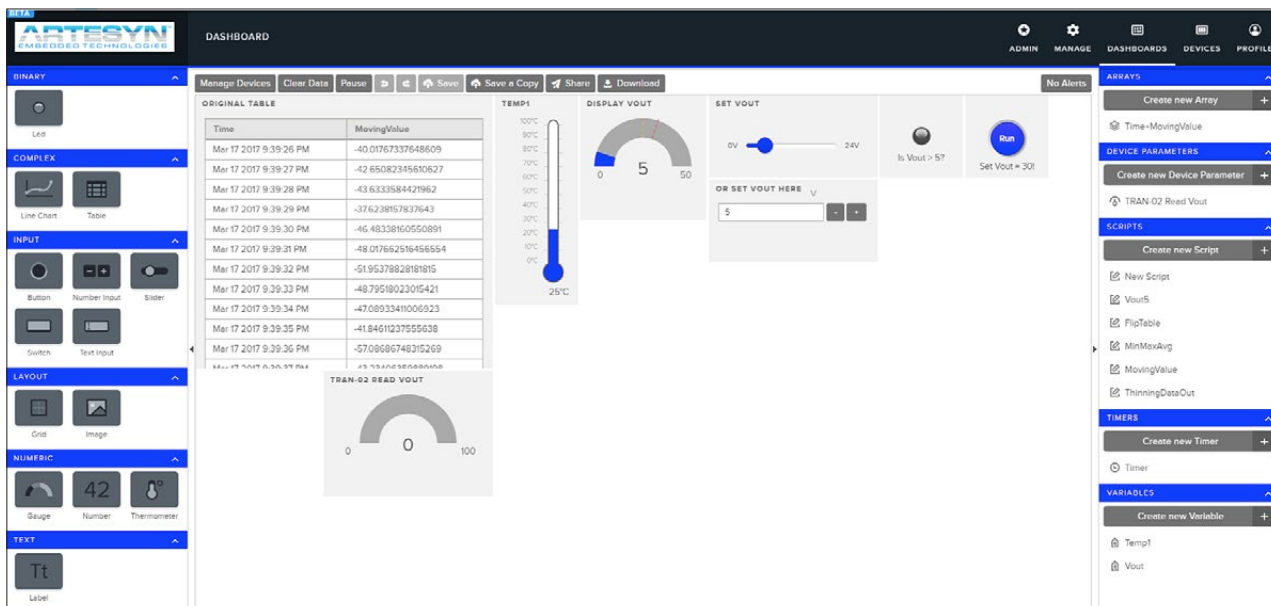 BETA
ARTESYN
EMBEDDED TECHNOLOGIES
DASHBOARD
ADMIN
MANAGE
DASHBOARDS
DEVICES
PROFILE
BINARY
Led
COMPLEX
Line Chart
Table
INPUT
Button
Number Input
Slider
Switch
Text Input
LAYOUT
Grid
Image
NUMERIC
42
Gauge
Number
Thermometer
TEXT
Tt
Label
Manage Devices
Clear Data
Pause
Save
Save a Copy
Share
Download
No Alerts
ORIGINAL TABLE
Time MovingValue
Mar 17 2017 9:39:26 PM -40.01767337648609
Mar 17 2017 9:39:27 PM -42.65082345610627
Mar 17 2017 9:39:28 PM -43.6333584421962
Mar 17 2017 9:39:29 PM -37.6238157837643
Mar 17 2017 9:39:30 PM -46.48338160550891
Mar 17 2017 9:39:31 PM -48.017662516456554
Mar 17 2017 9:39:32 PM -51.95378828181815
Mar 17 2017 9:39:33 PM -48.79518023015421
Mar 17 2017 9:39:34 PM -47.08933411006923
Mar 17 2017 9:39:35 PM -41.84611237555638
Mar 17 2017 9:39:36 PM -57.08686748315269
Mar 17 2017 9:39:37 PM
TEMP1
100°C
90°C
80°C
70°C
60°C
50°C
40°C
30°C
20°C
10°C
0°C
25°C
DISPLAY VOUT
0 5 50
SET VOUT
0V 24V
OR SET VOUT HERE V
5 - +
Is Vout > 5?
Run
Set Vout = 30!
TRAN-02 READ VOUT
0 0 100
ARRAYS
Create new Array +
Time+MovingValue
DEVICE PARAMETERS
Create new Device Parameter +
TRAN-02 Read Vout
SCRIPTS
Create new Script +
New Script
Vout5
FlipTable
MinMaxAvg
MovingValue
ThinningDataOut
TIMERS
Create new Timer +
Timer
VARIABLES
Create new Variable +
Temp1
Vout